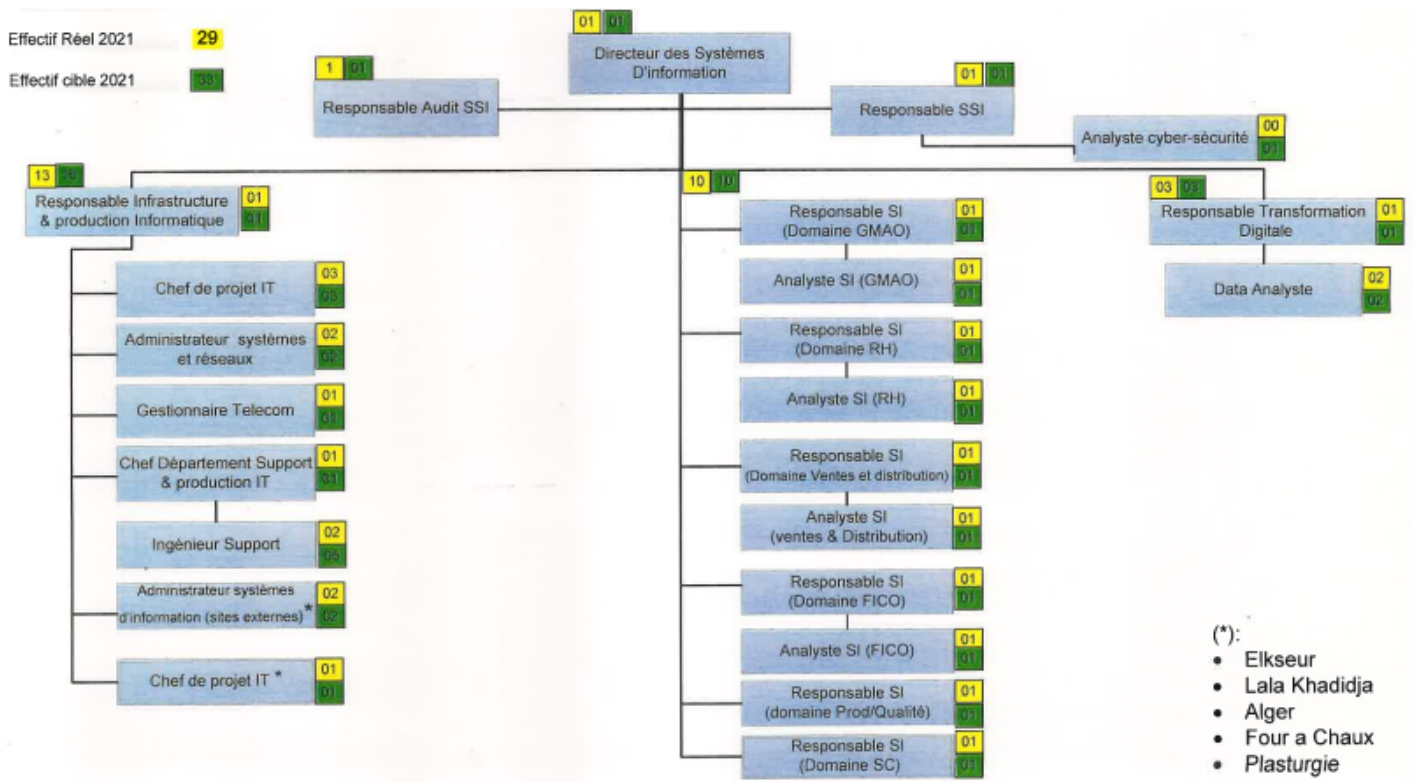 Effectif Réel 2021 29
Effectif cible 2021 33
01 01
Directeur des Systèmes
D'information
1 01
Responsable Audit SSI
01 01
Responsable SSI
00
Analyste cyber-sècurité
01
13
Responsable Infrastructure 01
& production Informatique 01
03
Chef de projet IT
03
Administrateur systèmes 02
et réseaux 02
01
Gestionnaire Telecom
01
Chef Département Support 01
& production IT 01
02
Ingénieur Support
05
Administrateur systèmes 02
d'information (sites externes)* 02
01
Chef de projet IT *
01
10 10
Responsable SI 01
(Domaine GMAO) 01
01
Analyste SI (GMAO)
01
Responsable SI 01
(Domaine RH) 01
01
Analyste SI (RH)
01
Responsable SI 01
(Domaine Ventes et distribution) 01
Analyste SI 01
(ventes & Distribution) 01
Responsable SI 01
(Domaine FICO) 01
01
Analyste SI (FICO)
01
Responsable SI 01
(domaine Prod/Qualité) 01
Responsable SI 01
(Domaine SC) 01
03 03
Responsable Transformation 01
Digitale 01
02
Data Analyste
02
(*):
• Elkseur
• Lala Khadidja
• Alger
• Four a Chaux
• Plasturgie